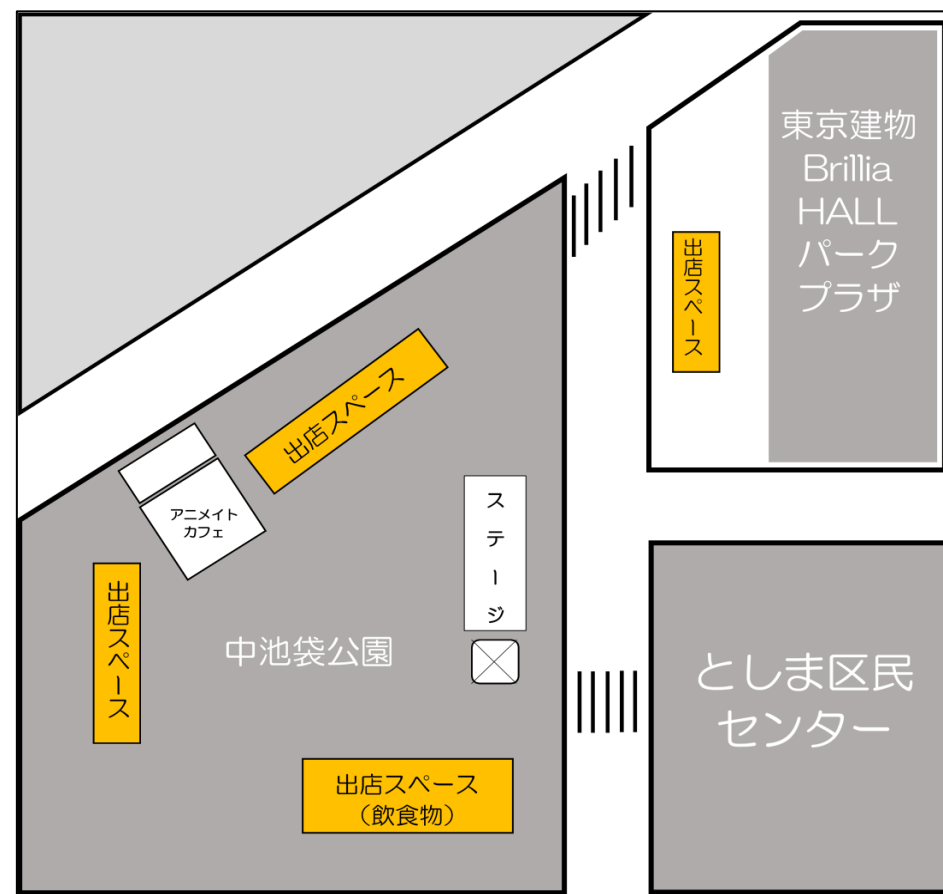 東京建物
Brillia
HALL
パーク
プラザ
出店スペース
出店スペース
アニメイト
カフェ
ステージ
出店スペース
中池袋公園
としま区民
センター
出店スペース
（飲食物）